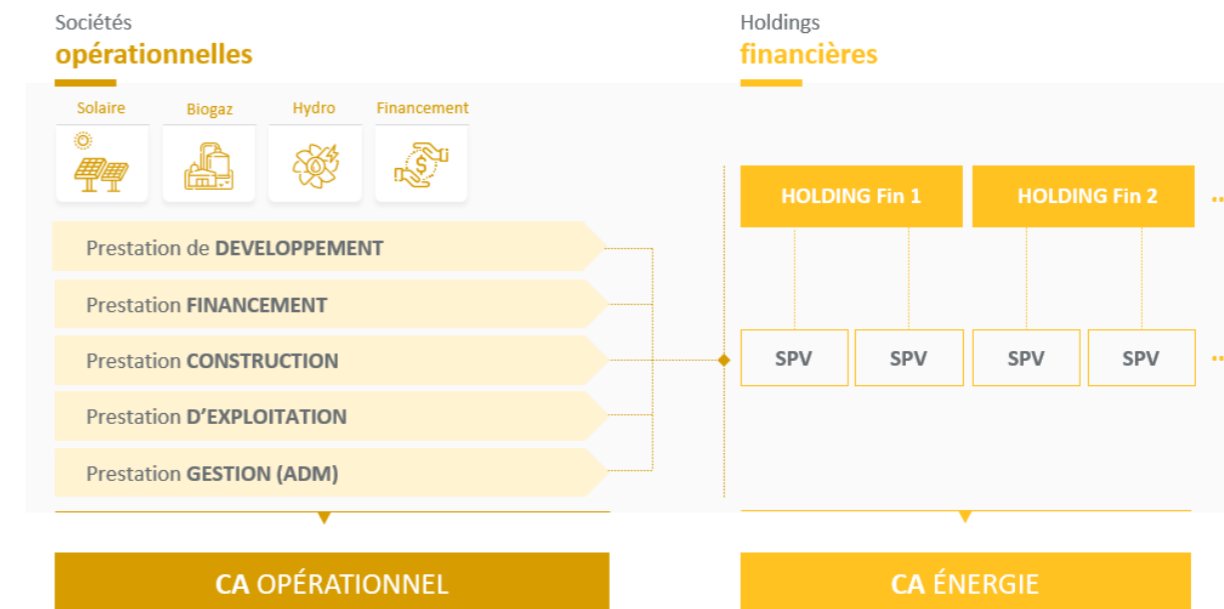 Sociétés
opérationnelles
Solaire
Biogaz
Hydro
Financement
Prestation de DEVELOPPEMENT
Prestation FINANCEMENT
Prestation CONSTRUCTION
Prestation D’EXPLOITATION
Prestation GESTION (ADM)
CA OPÉRATIONNEL
Holdings
financières
HOLDING Fin 1
HOLDING Fin 2
SPV
SPV
SPV
SPV
CA ÉNERGIE